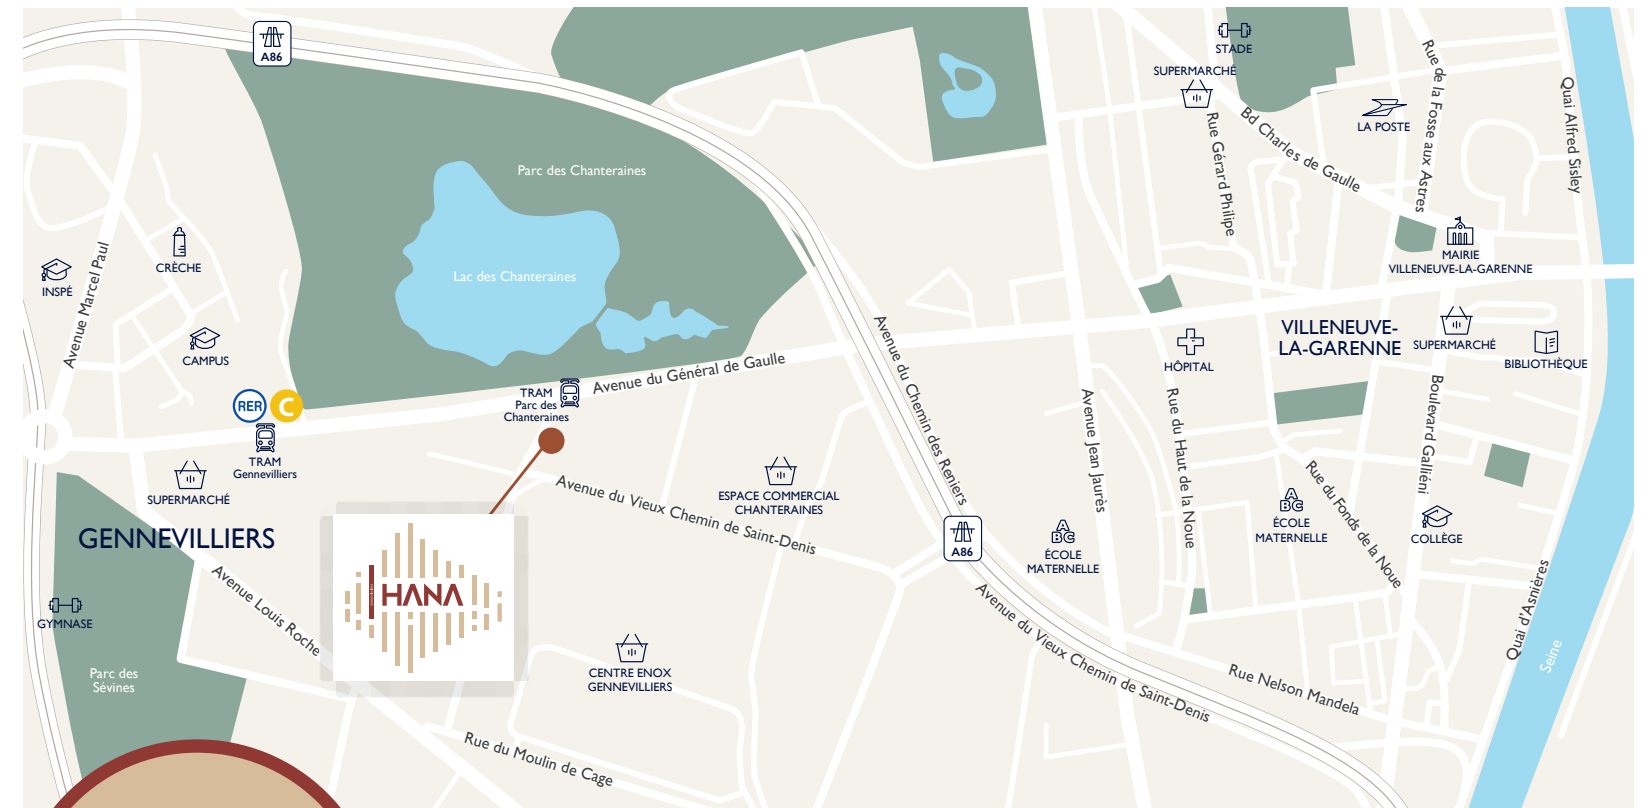 A86
STADE
SUPERMARCHÉ
Rue de la Fosse aux Astres
Quai Alfred Sisley
LA POSTE
Bd Charles de Gaulle
Rue Gérard Philipe
Parc des Chanteraines
Lac des Chanteraines
CRÈCHE
INSPÉ
Avenue Marcel Paul
CAMPUS
MAIRIE
VILLENEUVE-LA-GARENNE
VILLENEUVE-
LA-GARENNE
SUPERMARCHÉ
BIBLIOTHÈQUE
HÔPITAL
Avenue du Général de Gaulle
Avenue du Chemin des Reniers
Avenue Jean Jaurès
Rue du Haut de la Noue
Boulevard Galliéni
RER
C
TRAM
Gennevilliers
TRAM
Parc des
Chanteraines
SUPERMARCHÉ
GENNEVILLIERS
Avenue du Vieux Chemin de Saint-Denis
ESPACE COMMERCIAL
CHANTERAINES
A86
A
BC
ÉCOLE
MATERNELLE
A
BC
ÉCOLE
MATERNELLE
Rue du Fonds de la Noue
COLLÈGE
Quai d'Asnières
Seine
GYMNASE
Parc des
Sévines
Avenue Louis Roche
HANA
CENTRE ENOX
GENNEVILLIERS
Rue du Moulin de Cage
Avenue du Vieux Chemin de Saint-Denis
Rue Nelson Mandela